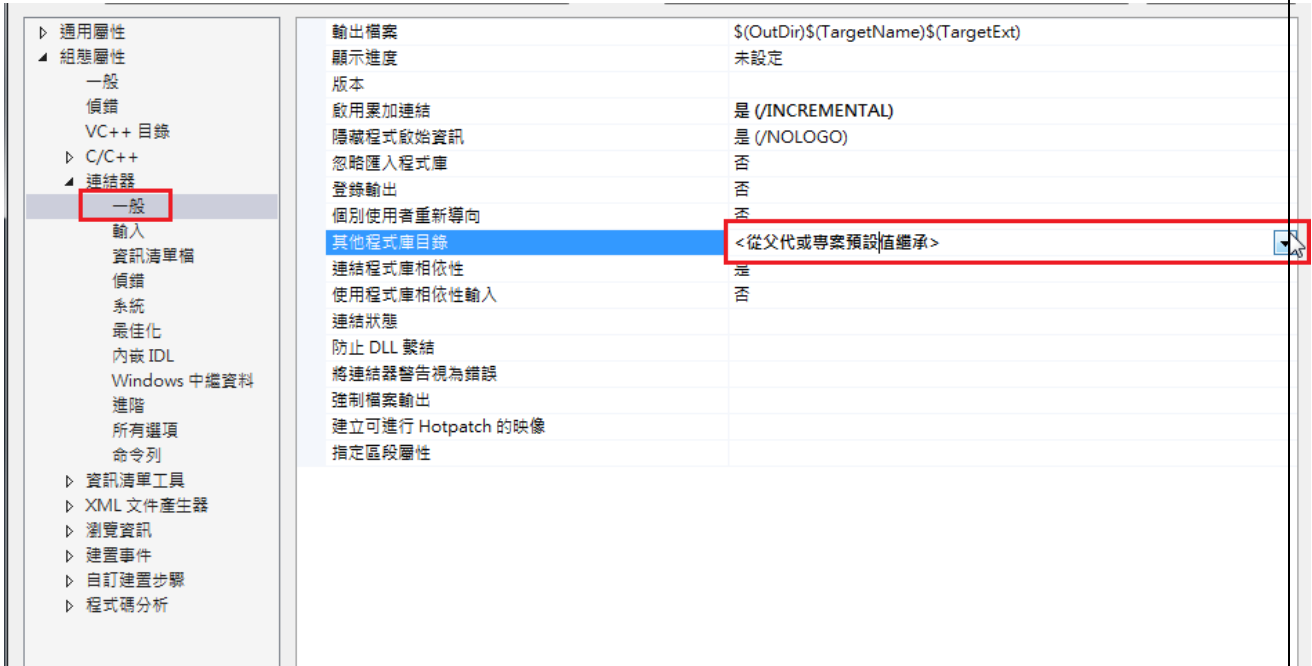 通用屬性
組態屬性
一般
偵錯
VC++ 目錄
C/C++
連結器
一般
輸入
資訊清單檔
偵錯
系統
最佳化
內嵌 IDL
Windows 中繼資料
進階
所有選項
命令列
資訊清單工具
XML 文件產生器
瀏覽資訊
建置事件
自訂建置步驟
程式碼分析
輸出檔案 $(OutDir)$(TargetName)$(TargetExt)
顯示進度 未設定
版本
啟用累加連結 是 (/INCREMENTAL)
隱藏程式啟始資訊 是 (/NOLOGO)
忽略匯入程式庫 否
登錄輸出 否
個別使用者重新導向 否
其他程式庫目錄 <從父代或專案預設值繼承>
連結程式庫相依性 是
使用程式庫相依性輸入 否
連結狀態
防止 DLL 繫結
將連結器警告視為錯誤
強制檔案輸出
建立可進行 Hotpatch 的映像
指定區段屬性